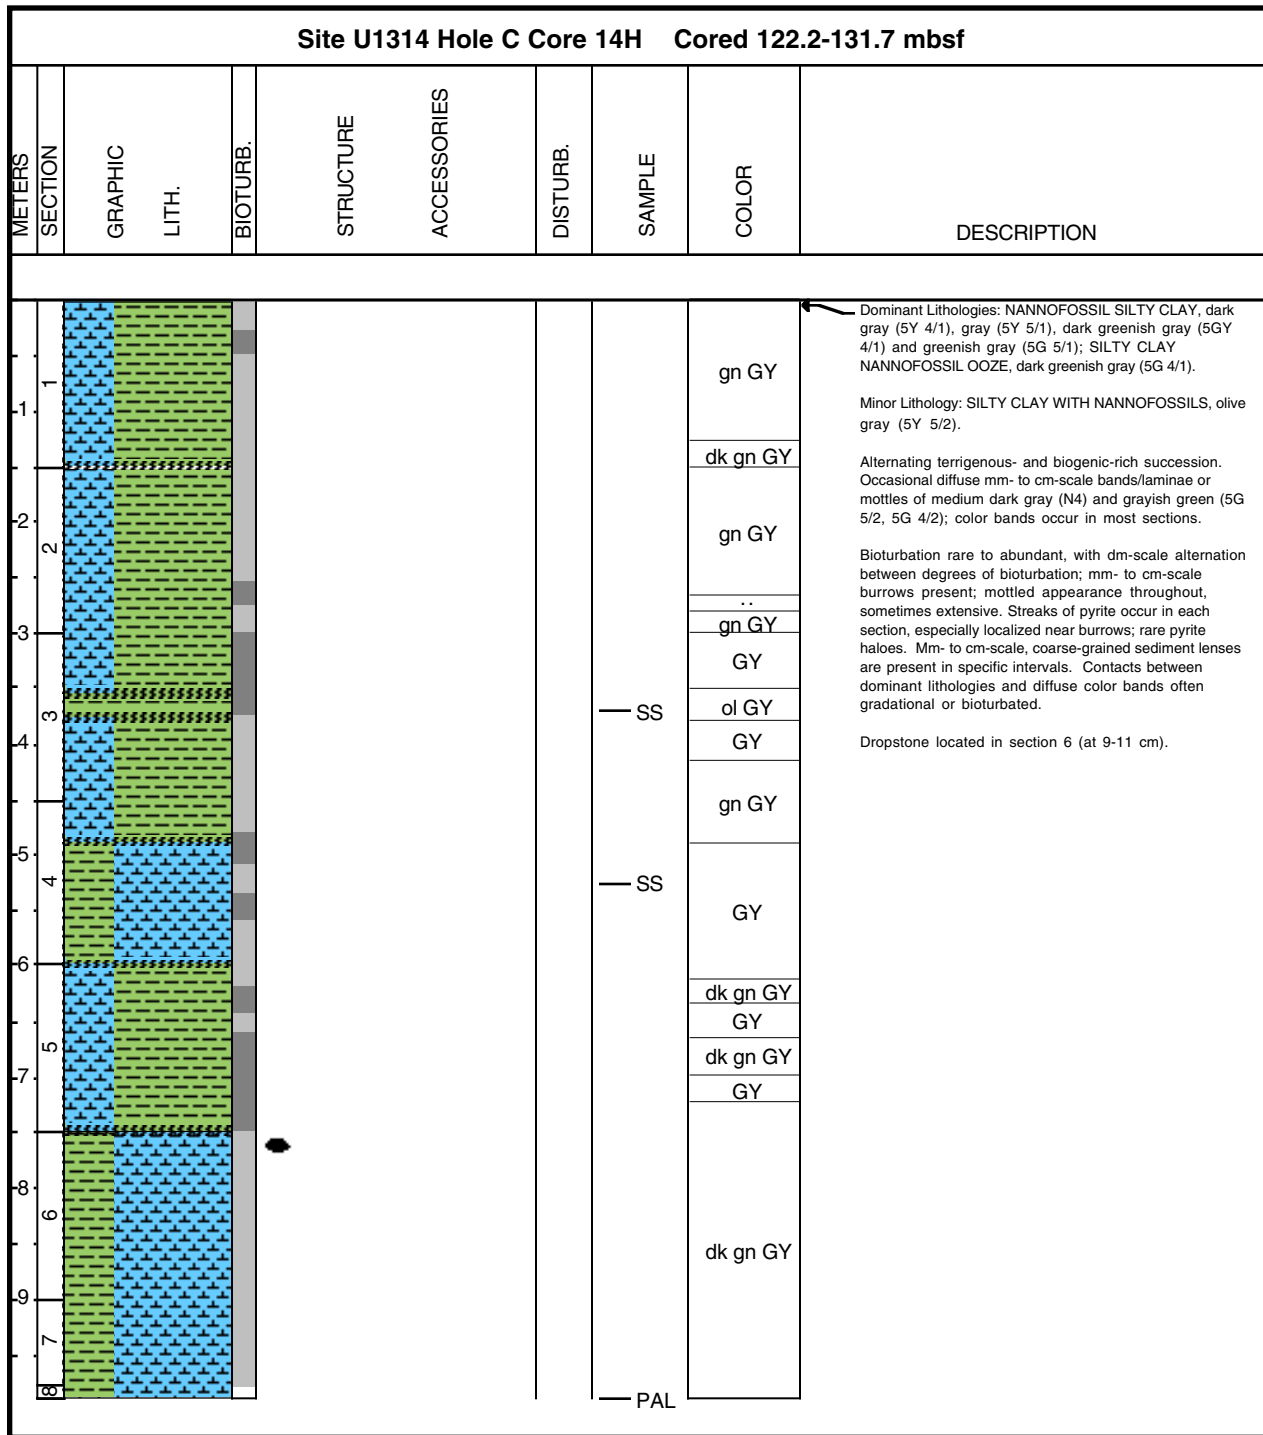 Site U1314 Hole C Core 14H    Cored 122.2-131.7 mbsf
METERS
SECTION
GRAPHIC
LITH.
BIOTURB.
STRUCTURE
ACCESSORIES
DISTURB.
SAMPLE
COLOR
DESCRIPTION
1
2
3
4
5
6
7
8
9
1
2
3
4
5
6
7
8
SS
SS
PAL
gn GY
dk gn GY
gn GY
..
gn GY
GY
ol GY
GY
gn GY
GY
dk gn GY
GY
dk gn GY
GY
dk gn GY
Dominant Lithologies: NANNOFOSSIL SILTY CLAY, dark
gray (5Y 4/1), gray (5Y 5/1), dark greenish gray (5GY
4/1) and greenish gray (5G 5/1); SILTY CLAY
NANNOFOSSIL OOZE, dark greenish gray (5G 4/1).
Minor Lithology: SILTY CLAY WITH NANNOFOSSILS, olive
gray (5Y 5/2).
Alternating terrigenous- and biogenic-rich succession.
Occasional diffuse mm- to cm-scale bands/laminae or
mottles of medium dark gray (N4) and grayish green (5G
5/2, 5G 4/2); color bands occur in most sections.
Bioturbation rare to abundant, with dm-scale alternation
between degrees of bioturbation; mm- to cm-scale
burrows present; mottled appearance throughout,
sometimes extensive. Streaks of pyrite occur in each
section, especially localized near burrows; rare pyrite
haloes. Mm- to cm-scale, coarse-grained sediment lenses
are present in specific intervals. Contacts between
dominant lithologies and diffuse color bands often
gradational or bioturbated.
Dropstone located in section 6 (at 9-11 cm).